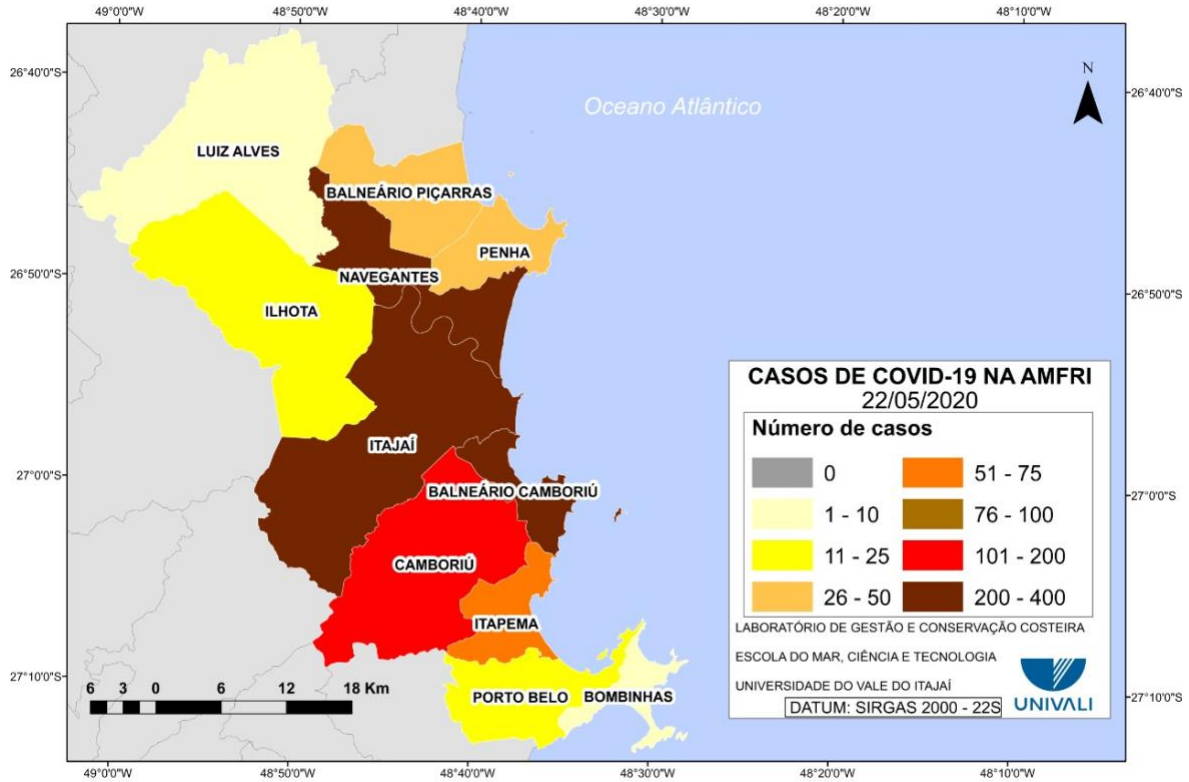 49°0'0"W 48°50'0"W 48°40'0"W 48°30'0"W 48°20'0"W 48°10'0"W
26°40'0"S
26°50'0"S
27°0'0"S
27°10'0"S
Oceano Atlântico
N
LUIZ ALVES
BALNEÁRIO PIÇARRAS
PENHA
NAVEGANTES
ILHOTA
ITAJAÍ
BALNEÁRIO CAMBORIÚ
CAMBORIÚ
ITAPEMA
PORTO BELO
BOMBINHAS
6 3 0 6 12 18 Km
CASOS DE COVID-19 NA AMFRI
22/05/2020
Número de casos
0
1 - 10
11 - 25
26 - 50
51 - 75
76 - 100
101 - 200
200 - 400
LABORATÓRIO DE GESTÃO E CONSERVAÇÃO COSTEIRA
ESCOLA DO MAR, CIÊNCIA E TECNOLOGIA
UNIVERSIDADE DO VALE DO ITAJAÍ
DATUM: SIRGAS 2000 - 22S
UNIVALI
26°40'0"S
26°50'0"S
27°0'0"S
27°10'0"S
49°0'0"W 48°50'0"W 48°40'0"W 48°30'0"W 48°20'0"W 48°10'0"W